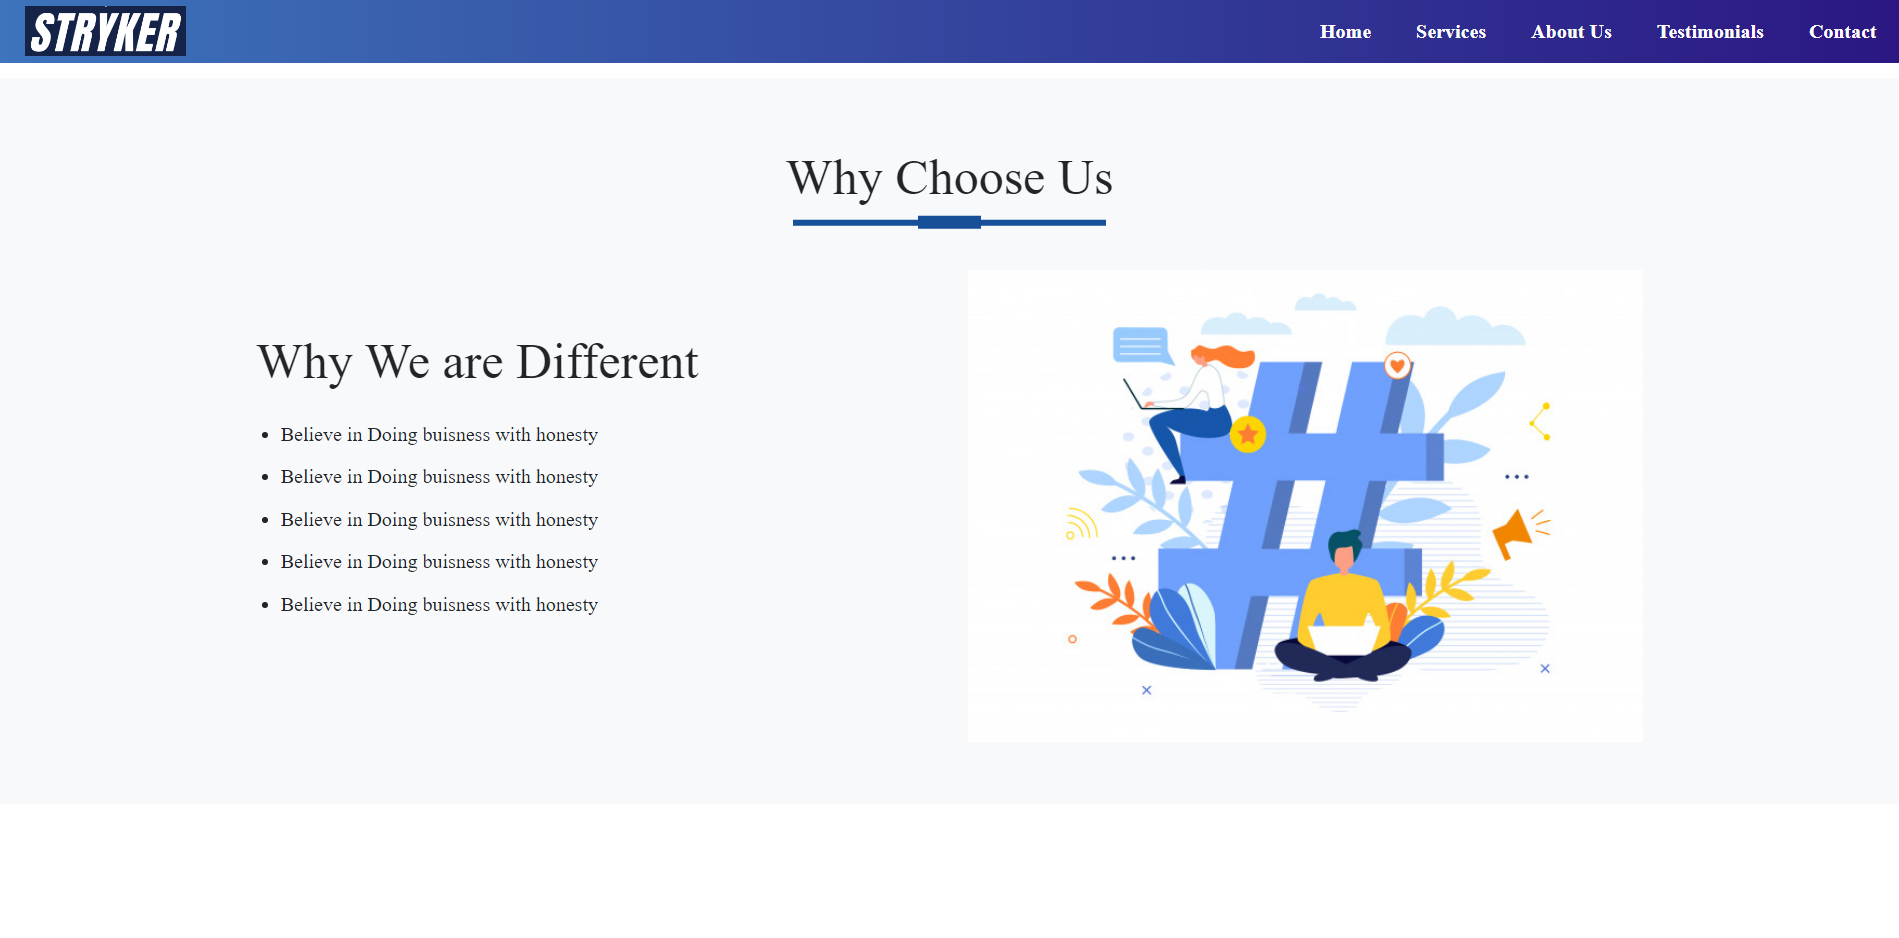 STRYKER
Home Services About Us Testimonials Contact
Why Choose Us
Why We are Different
Believe in Doing buisness with honesty
Believe in Doing buisness with honesty
Believe in Doing buisness with honesty
Believe in Doing buisness with honesty
Believe in Doing buisness with honesty